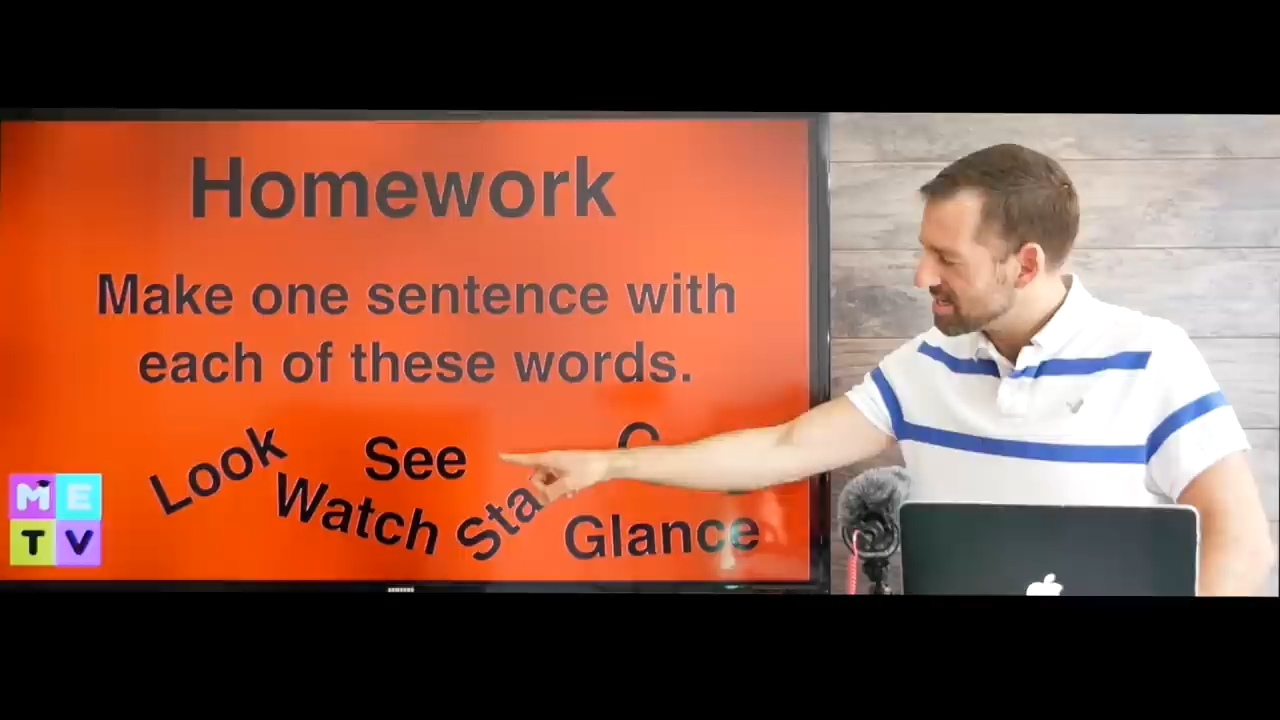 Homework
Make one sentence with
each of these words.
Look
See
Watch
Glance
M E
T V